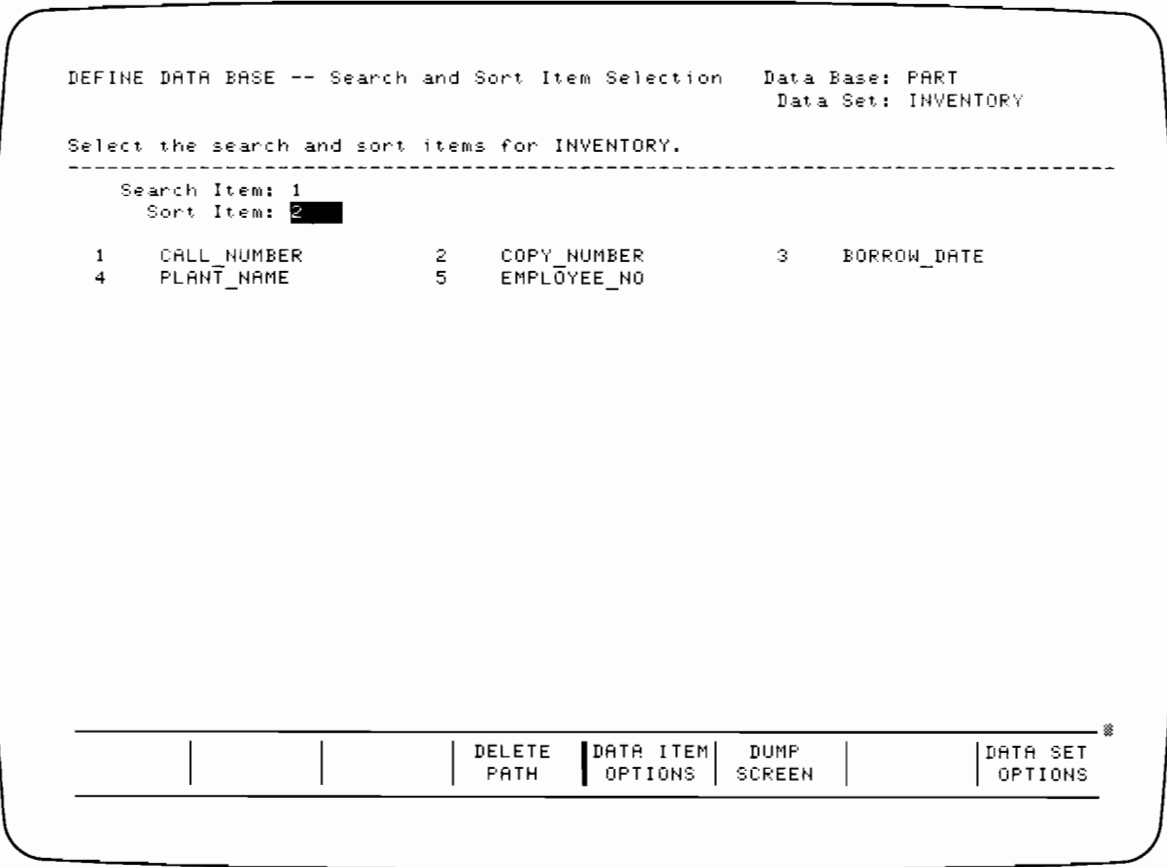 DEFINE DATA BASE -- Search and Sort Item Selection   Data Base: PART
Data Set: INVENTORY
Select the search and sort items for INVENTORY.
Search Item: 1
Sort Item: 2
1 CALL_NUMBER 2 COPY_NUMBER 3 BORROW_DATE
4 PLANT_NAME 5 EMPLOYEE_NO
DELETE DATA ITEM DUMP DATA SET
PATH OPTIONS SCREEN OPTIONS